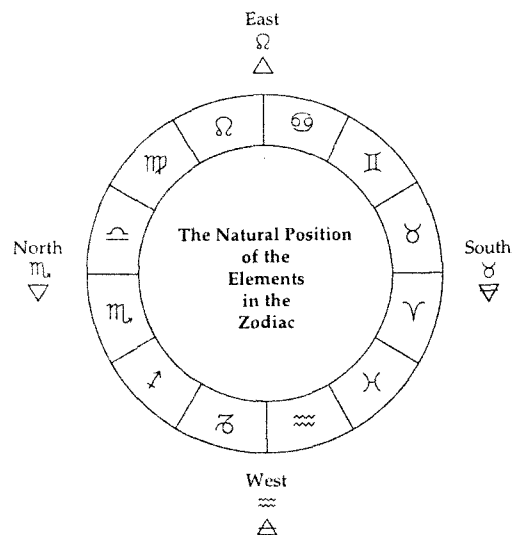 East
♌
△
♌ ♋
♍ ♊
♎ ♉
North
♏
▽
The Natural Position
of the
Elements
in the
Zodiac
South
♉
🜃
♏ ♈
♐ ♓
♑ ♒
West
♒
🜁